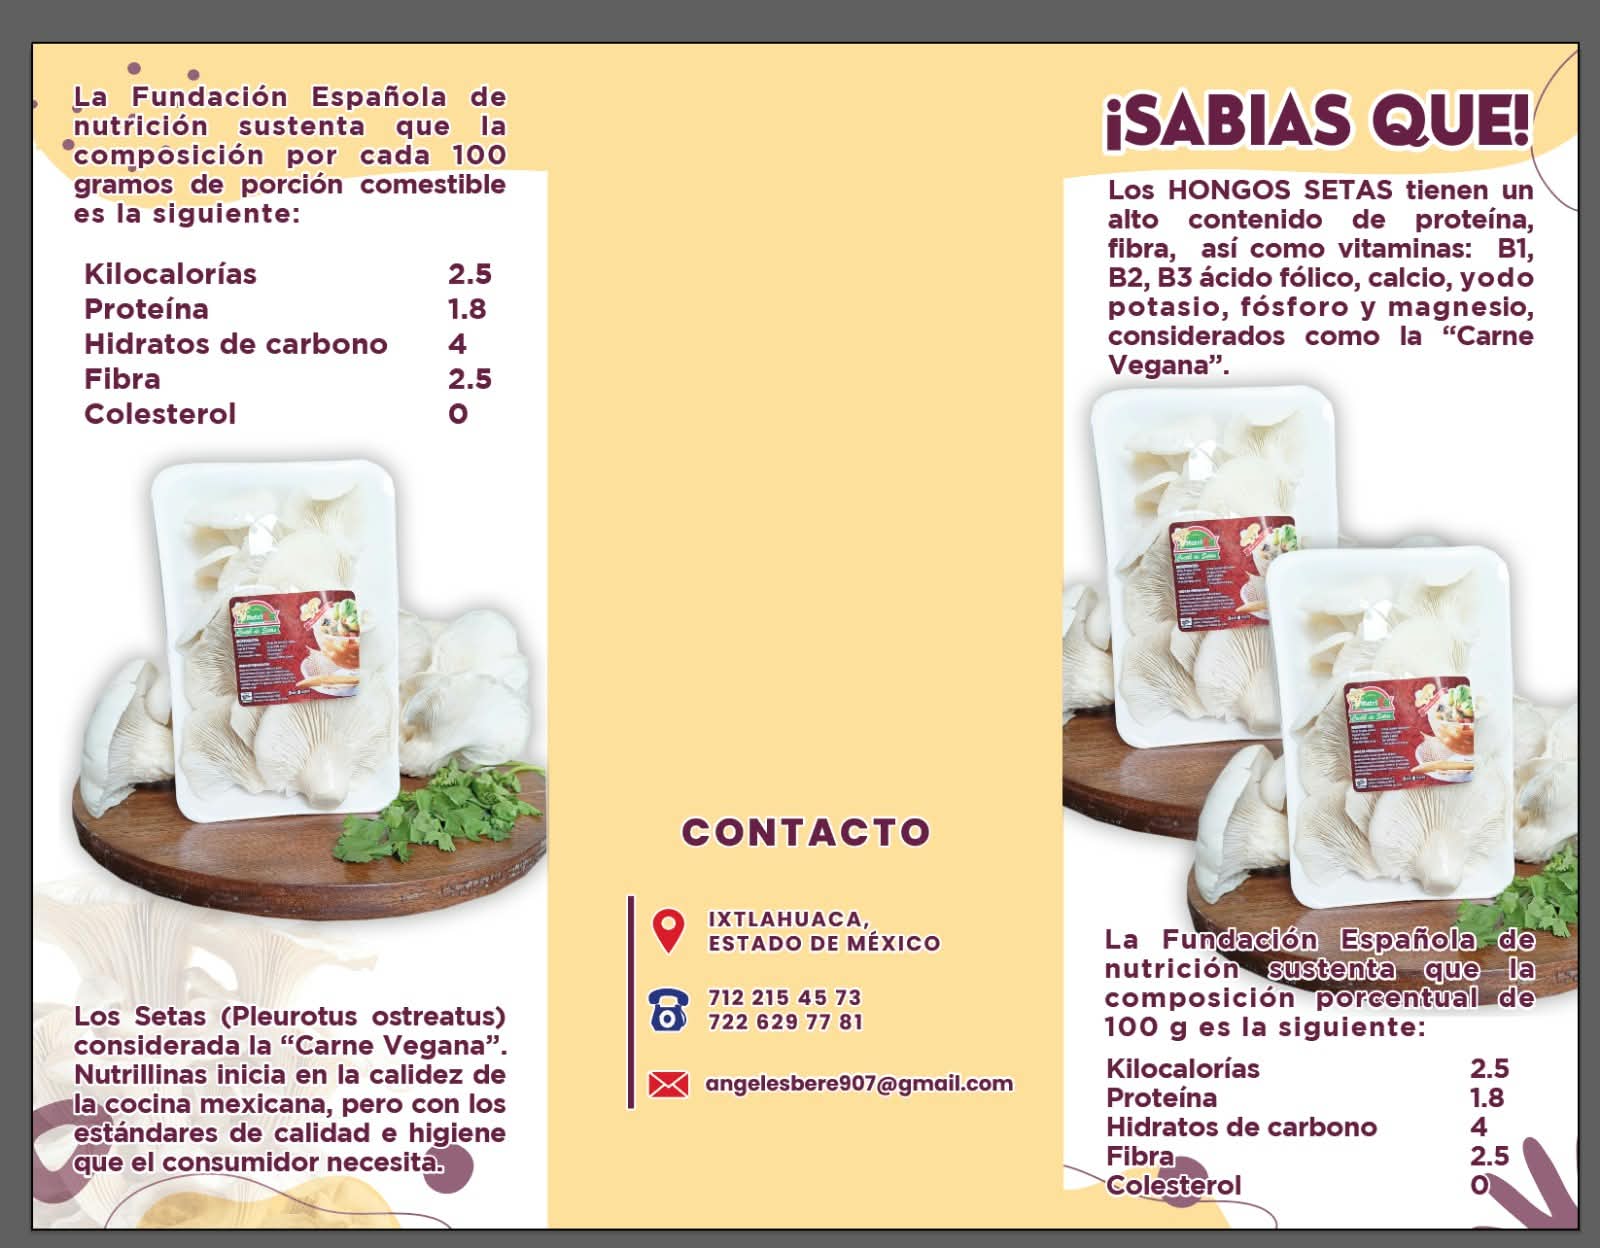 La Fundación Española de
nutrición sustenta que la
composición por cada 100
gramos de porción comestible
es la siguiente:
Kilocalorías 2.5
Proteína 1.8
Hidratos de carbono 4
Fibra 2.5
Colesterol 0
Los Setas (Pleurotus ostreatus)
considerada la “Carne Vegana”.
Nutrillinas inicia en la calidez de
la cocina mexicana, pero con los
estándares de calidad e higiene
que el consumidor necesita.
CONTACTO
IXTLAHUACA,
ESTADO DE MÉXICO
712 215 45 73
722 629 77 81
angelesbere907@gmail.com
¡SABIAS QUE!
Los HONGOS SETAS tienen un
alto contenido de proteína,
fibra, así como vitaminas: B1,
B2, B3 ácido fólico, calcio, yodo
potasio, fósforo y magnesio,
considerados como la “Carne
Vegana”.
La Fundación Española de
nutrición sustenta que la
composición porcentual de
100 g es la siguiente:
Kilocalorías 2.5
Proteína 1.8
Hidratos de carbono 4
Fibra 2.5
Colesterol 0